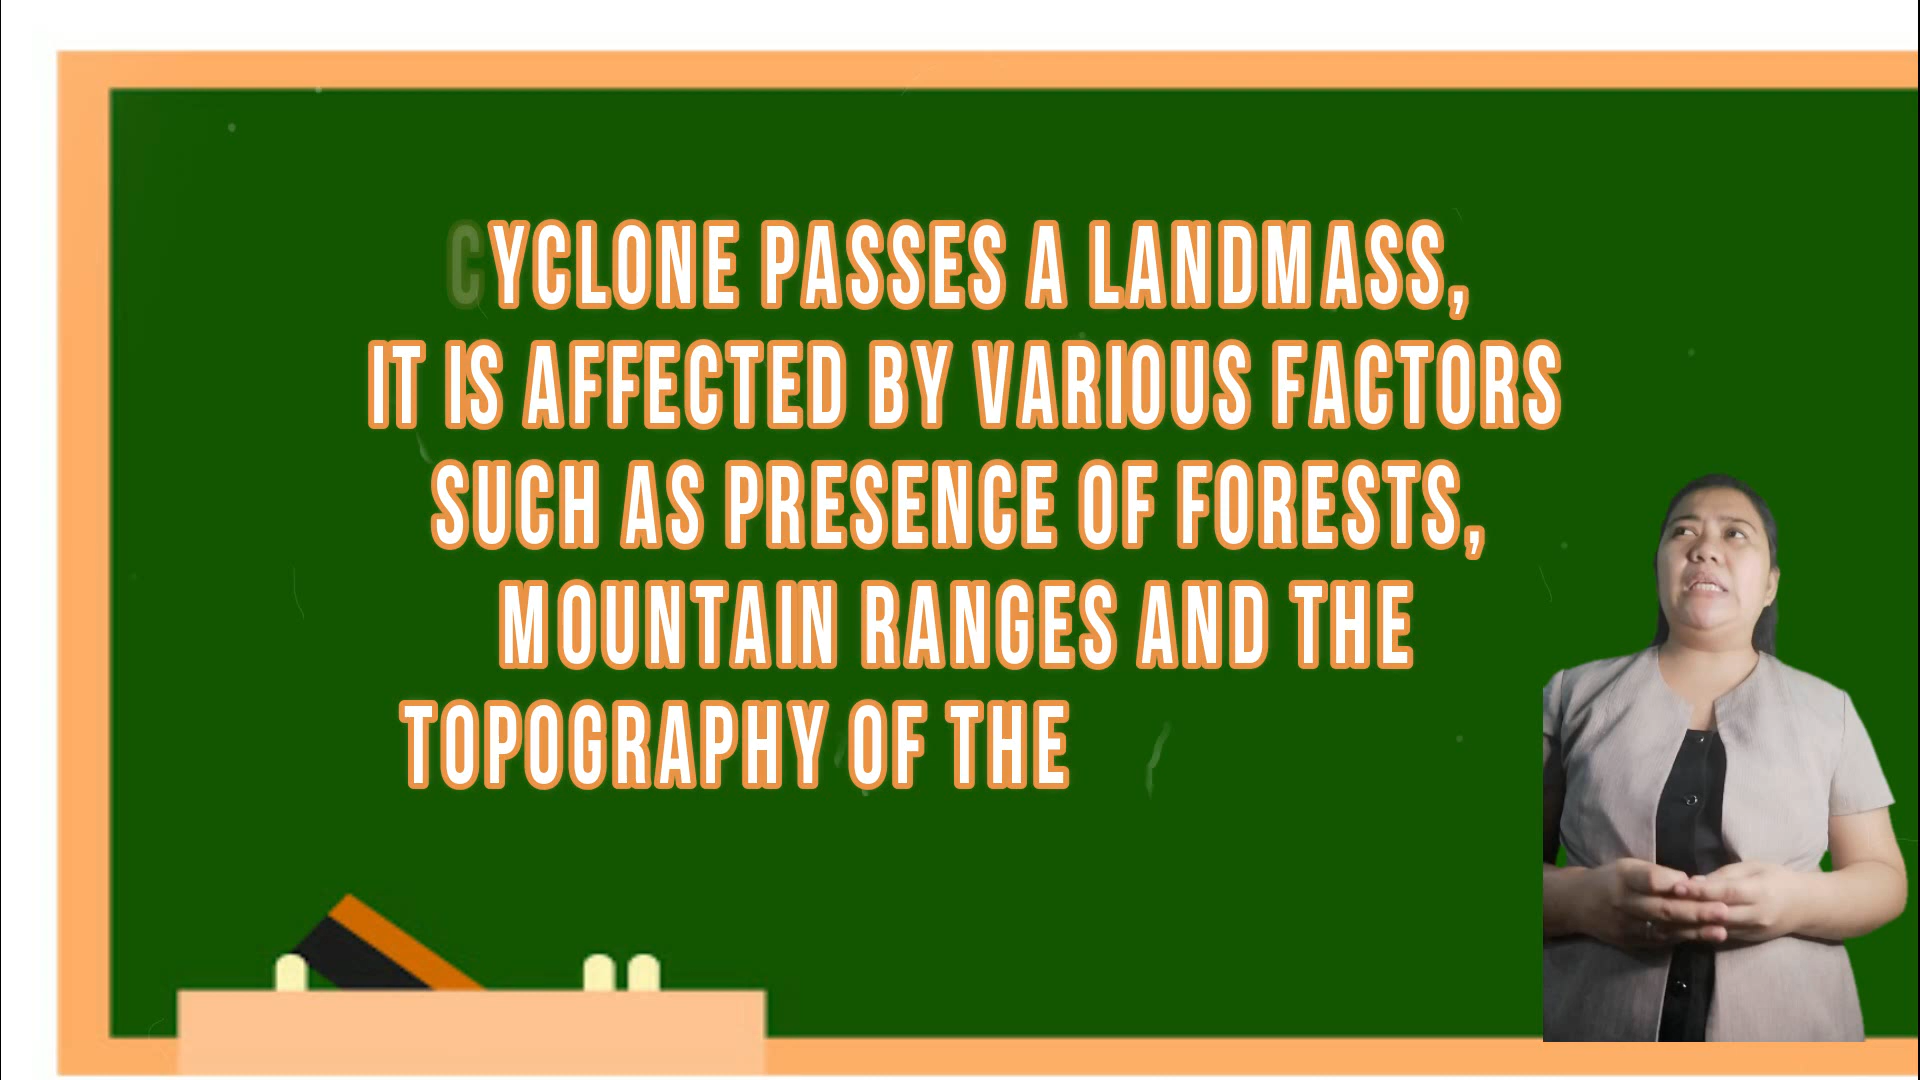 CYCLONE PASSES A LANDMASS,
IT IS AFFECTED BY VARIOUS FACTORS
SUCH AS PRESENCE OF FORESTS,
MOUNTAIN RANGES AND THE
TOPOGRAPHY OF THE